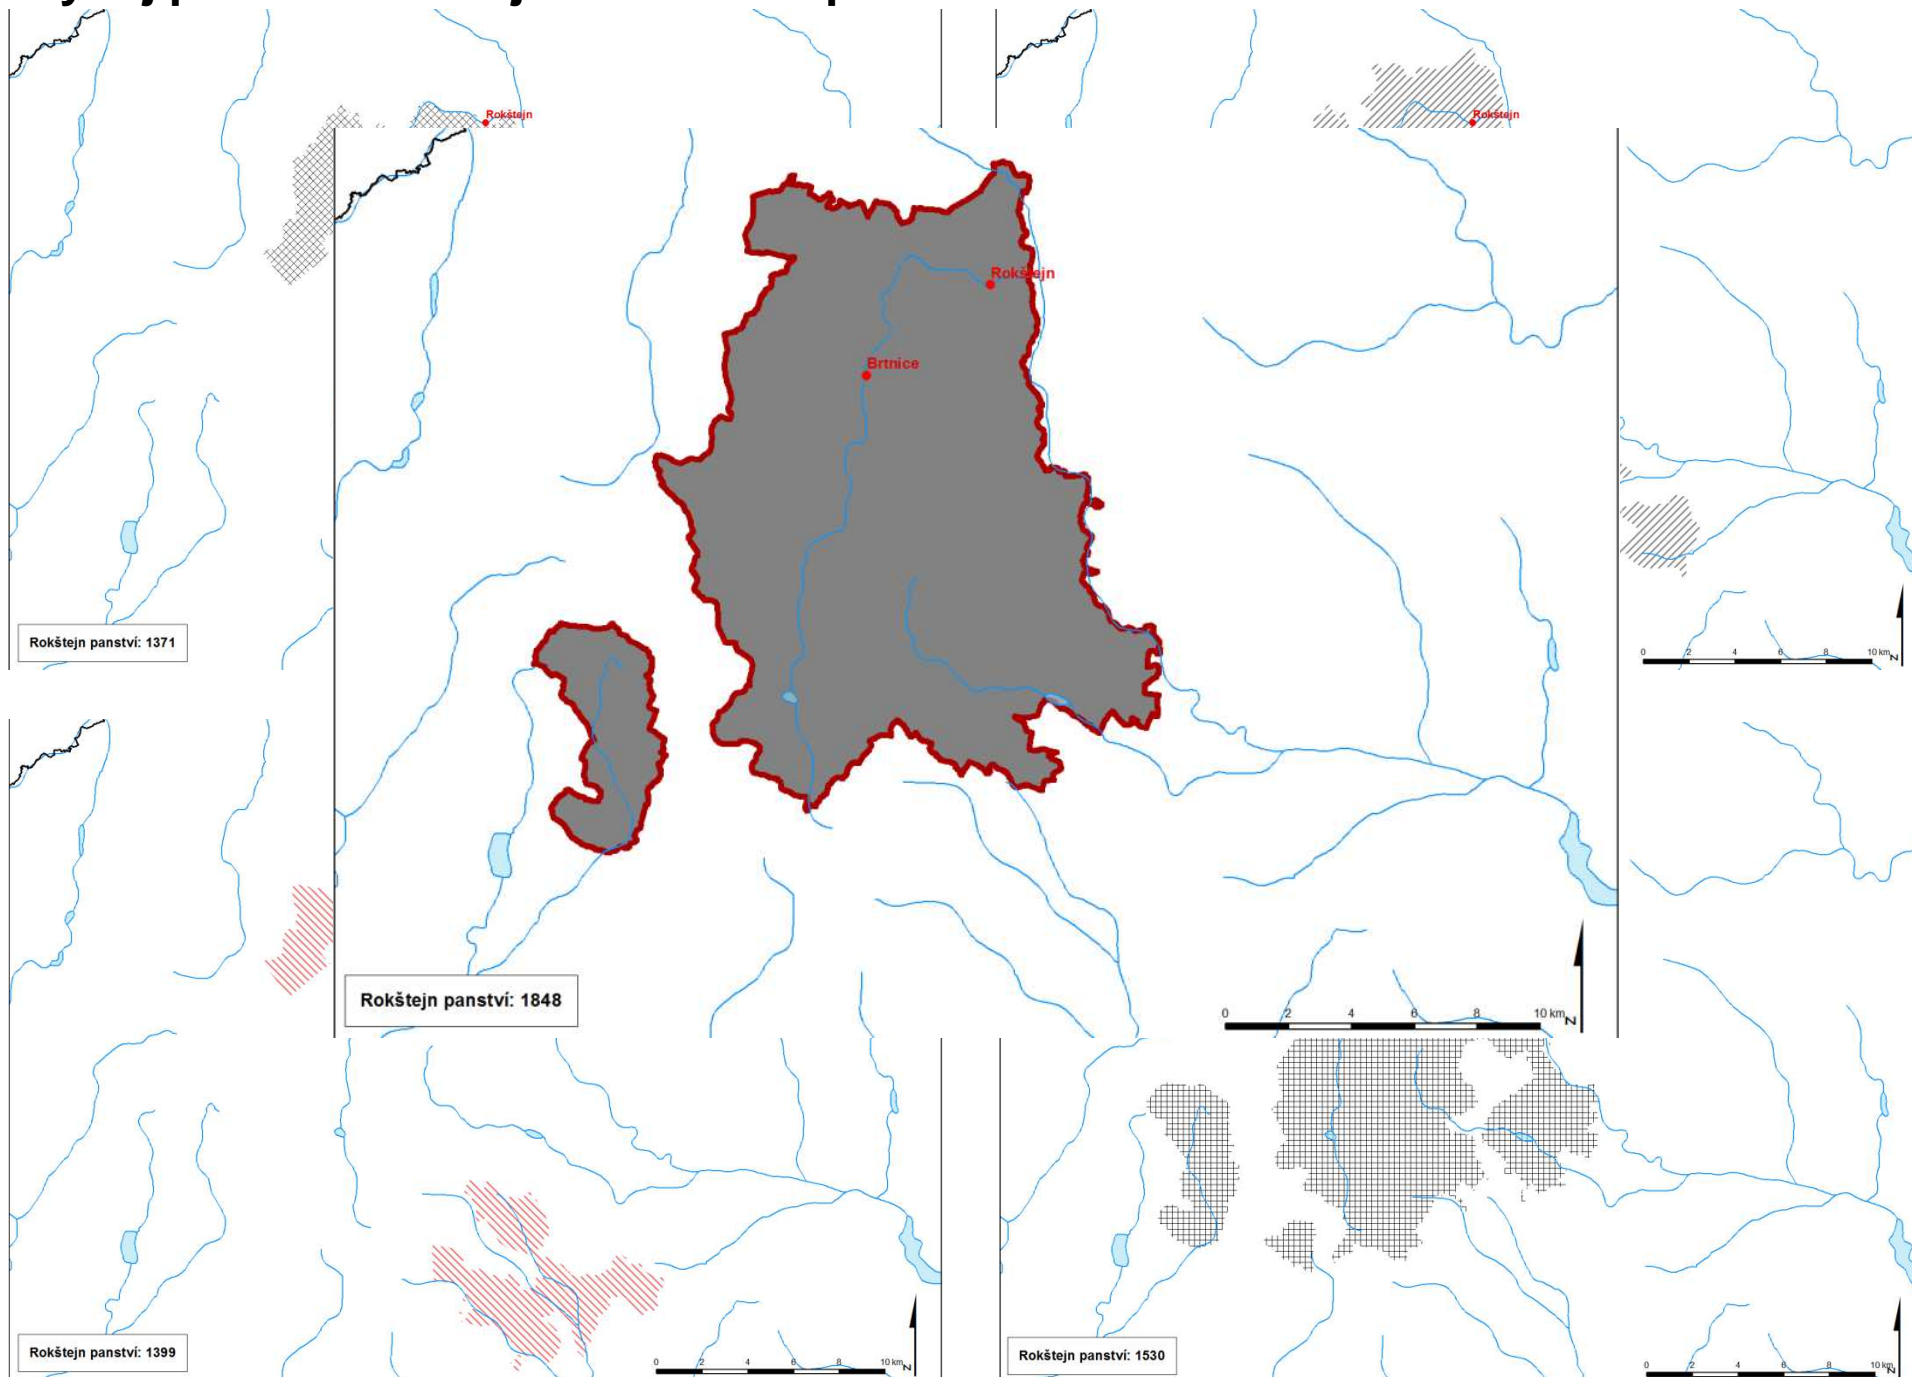 Rokštejn
Rokštejn
Rokštejn
Brtnice
Rokštejn panství: 1371
0 2 4 6 8 10 km
N
Rokštejn panství: 1848
0 2 4 6 8 10 km
N
Rokštejn panství: 1399
0 2 4 6 8 10 km
N
Rokštejn panství: 1530
0 2 4 6 8 10 km
N